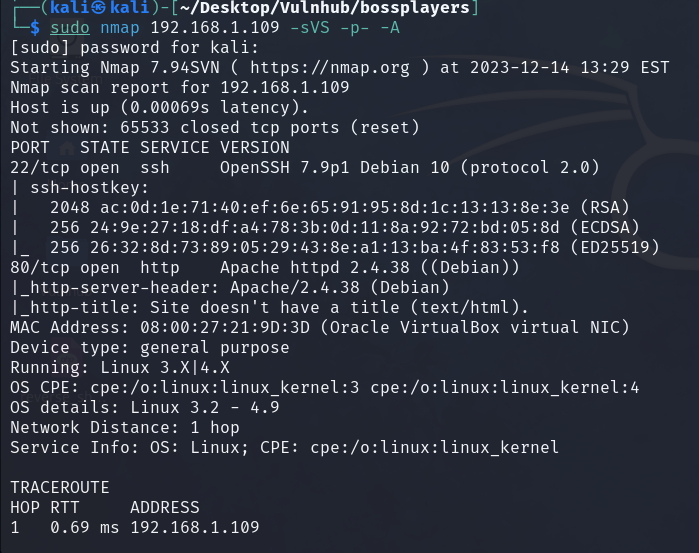 ┌──(kali㉿kali)-[~/Desktop/Vulnhub/bossplayers]
└─$ sudo nmap 192.168.1.109 -sVS -p- -A
[sudo] password for kali:
Starting Nmap 7.94SVN ( https://nmap.org ) at 2023-12-14 13:29 EST
Nmap scan report for 192.168.1.109
Host is up (0.00069s latency).
Not shown: 65533 closed tcp ports (reset)
PORT   STATE SERVICE VERSION
22/tcp open  ssh     OpenSSH 7.9p1 Debian 10 (protocol 2.0)
| ssh-hostkey:
|   2048 ac:0d:1e:71:40:ef:6e:65:91:95:8d:1c:13:13:8e:3e (RSA)
|   256 24:9e:27:18:df:a4:78:3b:0d:11:8a:92:72:bd:05:8d (ECDSA)
|_  256 26:32:8d:73:89:05:29:43:8e:a1:13:ba:4f:83:53:f8 (ED25519)
80/tcp open  http    Apache httpd 2.4.38 ((Debian))
|_http-server-header: Apache/2.4.38 (Debian)
|_http-title: Site doesn't have a title (text/html).
MAC Address: 08:00:27:21:9D:3D (Oracle VirtualBox virtual NIC)
Device type: general purpose
Running: Linux 3.X|4.X
OS CPE: cpe:/o:linux:linux_kernel:3 cpe:/o:linux:linux_kernel:4
OS details: Linux 3.2 - 4.9
Network Distance: 1 hop
Service Info: OS: Linux; CPE: cpe:/o:linux:linux_kernel

TRACEROUTE
HOP RTT     ADDRESS
1   0.69 ms 192.168.1.109